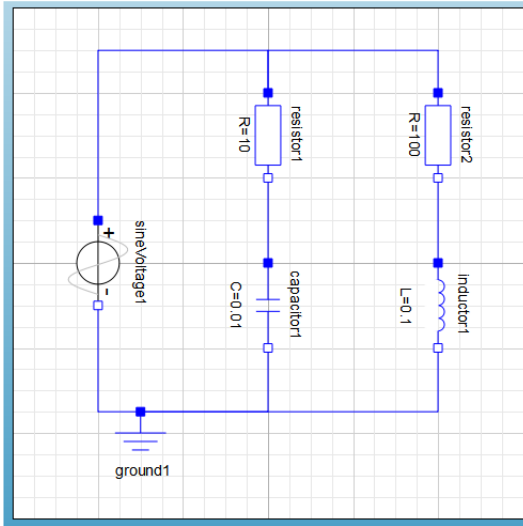 resistor1
R=10
resistor2
R=100
+
sineVoltage1
-
capacitor1
C=0.01
inductor1
L=0.1
ground1